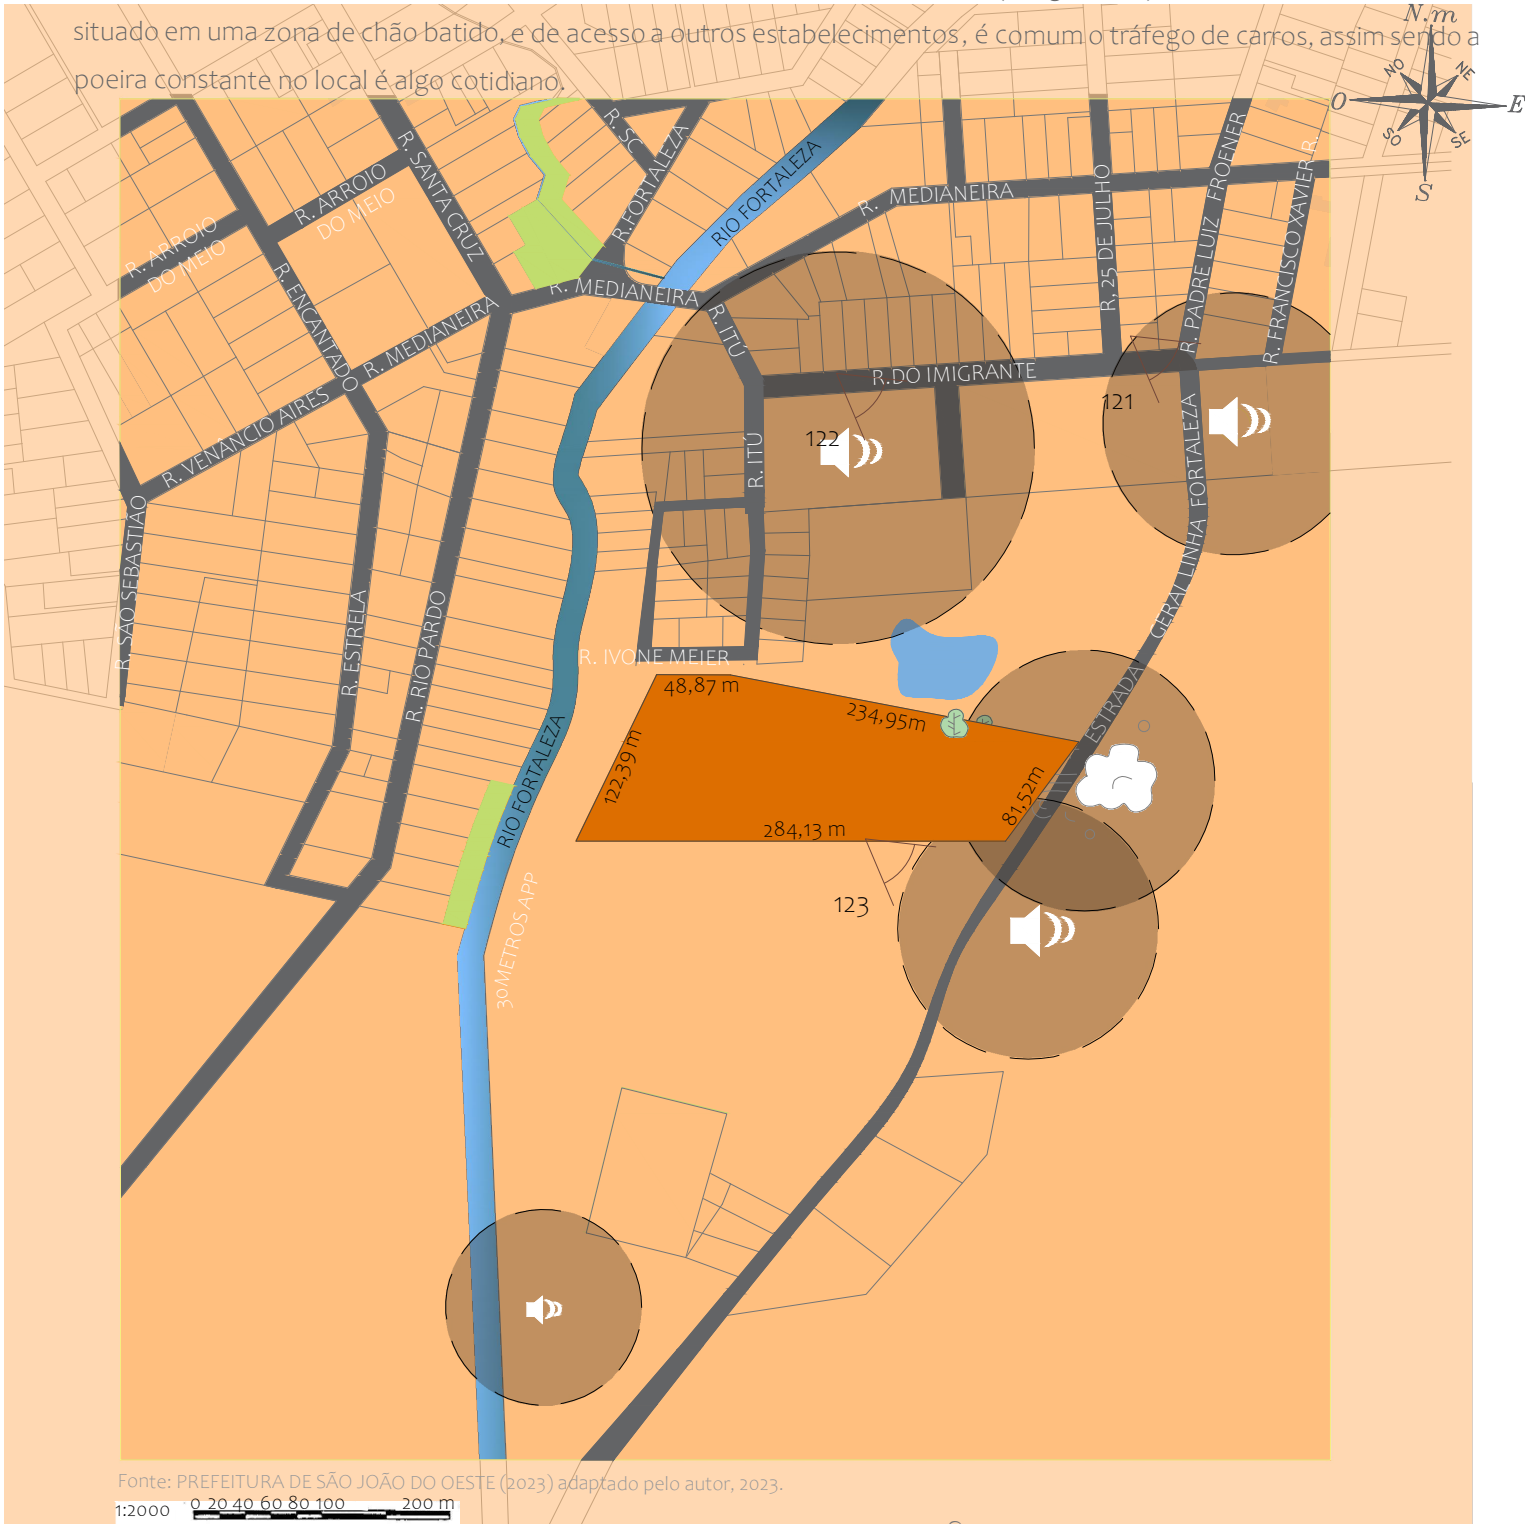 situado em uma zona de chão batido, e de acesso a outros estabelecimentos, é comum o tráfego de carros, assim sendo a
poeira constante no local é algo cotidiano.
N.m
NO
NE
O
E
SO
SE
S
R. SANTA CRUZ
R. SC
R. FORTALEZA
RIO FORTALEZA
R. ARROIO
DO MEIO
R. ARROIO
DO MEIO
R. MEDIANEIRA
R. 25 DE JULHO
R. PADRE LUIZ FROENER
R. FRANCISCO XAVIER R.
R. ENCANTADO
R. MEDIANEIRA
R. MEDIANEIRA
R. ITÚ
R.DO IMIGRANTE
R. VENÂNCIO AIRES
121
122
R. ITÚ
R. SÃO SEBASTIÃO
R. ESTRELA
R. RIO PARDO
ESTRADA GERAL LINHA FORTALEZA
R. IVONE MEIER
48,87 m
234,95m
122,39 m
81,52m
284,13 m
RIO FORTALEZA
123
30 METROS APP
Fonte: PREFEITURA DE SÃO JOÃO DO OESTE (2023) adaptado pelo autor, 2023.
1:2000
0 20 40 60 80 100 200 m